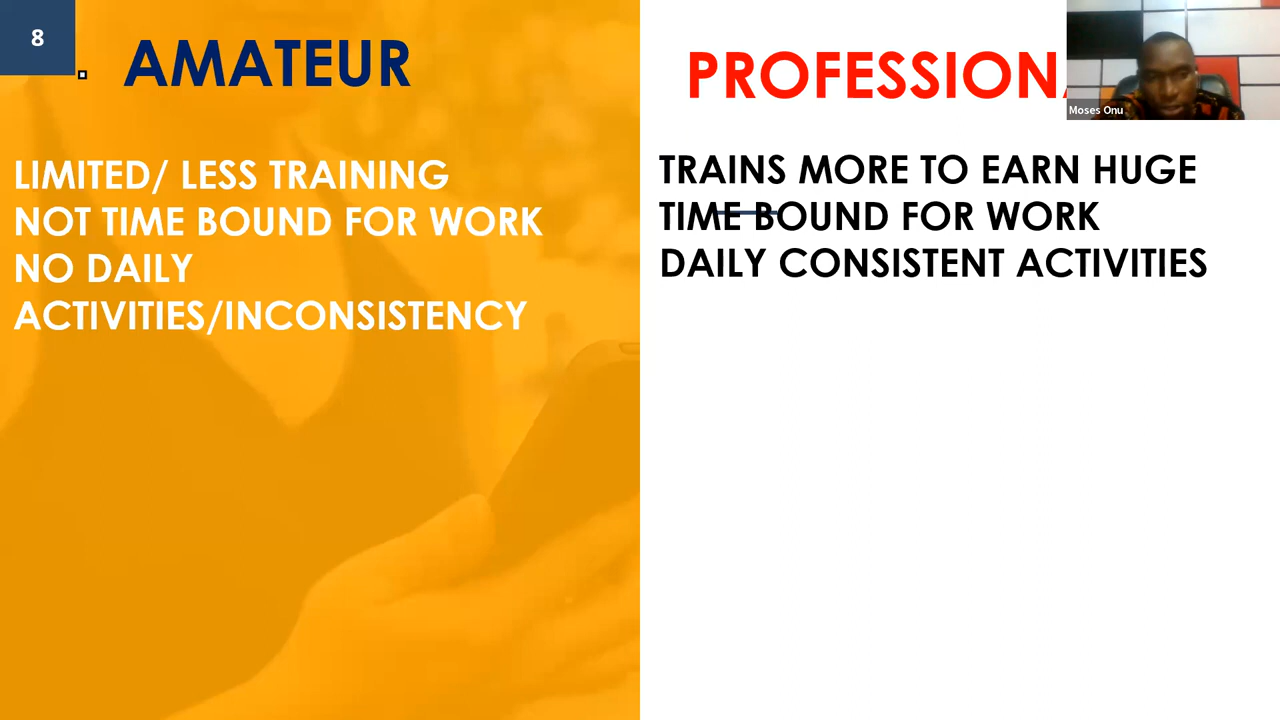 8
AMATEUR
LIMITED/ LESS TRAINING
NOT TIME BOUND FOR WORK
NO DAILY
ACTIVITIES/INCONSISTENCY
PROFESSIONA
TRAINS MORE TO EARN HUGE
TIME BOUND FOR WORK
DAILY CONSISTENT ACTIVITIES
Moses Onu